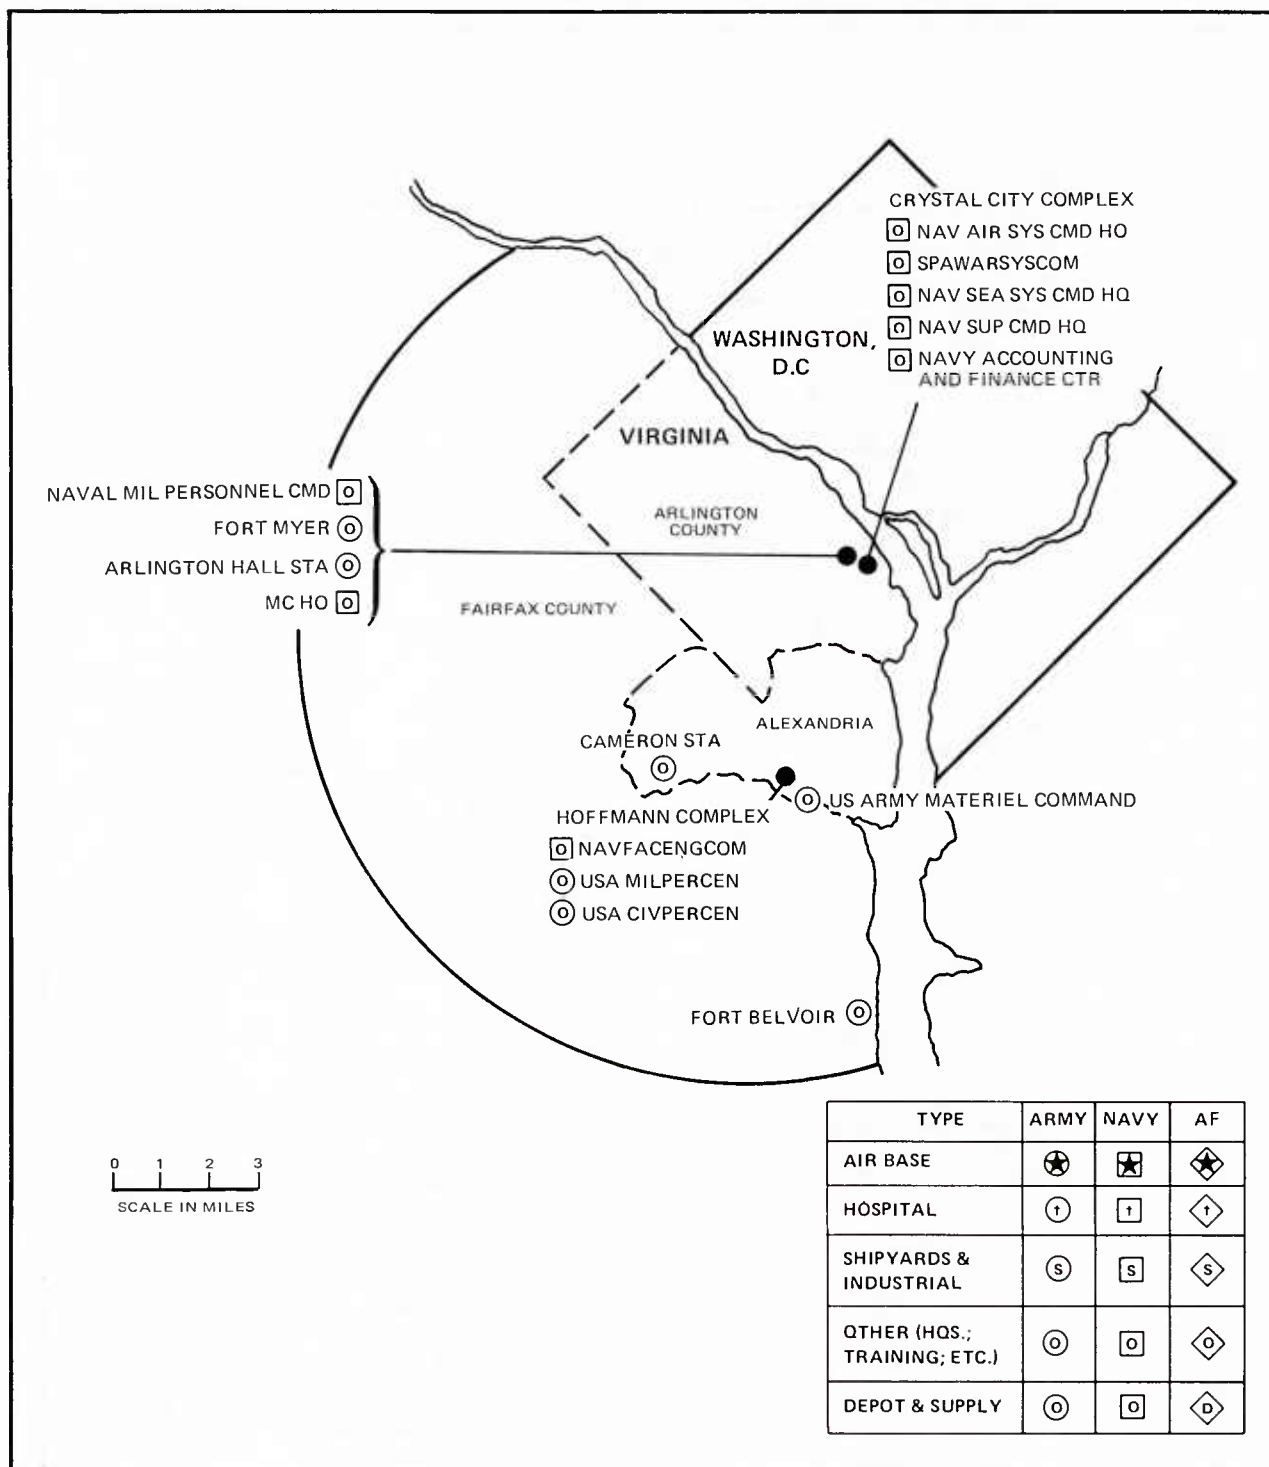 CRYSTAL CITY COMPLEX
O NAV AIR SYS CMD HO
O SPAWARSYSCOM
O NAV SEA SYS CMD HQ
O NAV SUP CMD HQ
O NAVY ACCOUNTING
AND FINANCE CTR
WASHINGTON,
D.C
VIRGINIA
NAVAL MIL PERSONNEL CMD O
FORT MYER O
ARLINGTON HALL STA O
MC HO O
ARLINGTON
COUNTY
FAIRFAX COUNTY
ALEXANDRIA
CAMERON STA
O
O US ARMY MATERIEL COMMAND
HOFFMANN COMPLEX
O NAVFACENGCOM
O USA MILPERCEN
O USA CIVPERCEN
FORT BELVOIR O
0 1 2 3
SCALE IN MILES
TYPE ARMY NAVY AF
AIR BASE
HOSPITAL † † †
SHIPYARDS &
INDUSTRIAL S S S
OTHER (HQS.;
TRAINING; ETC.) O O O
DEPOT & SUPPLY O O D